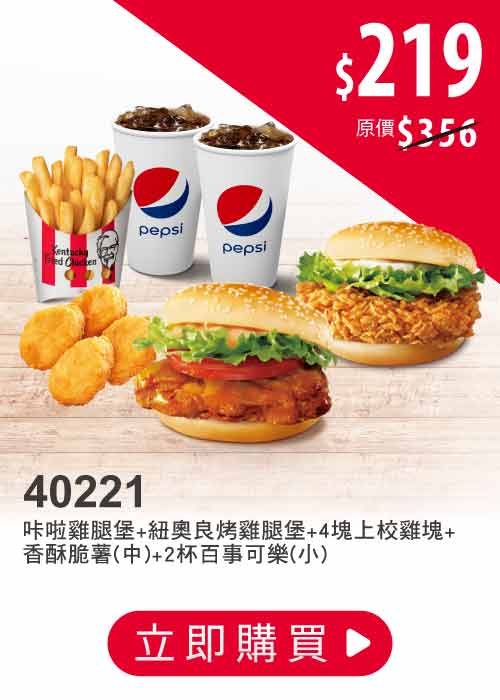 $219
原價$356
pepsi
pepsi
Kentucky
Fried Chicken
40221
咔啦雞腿堡+紐奧良烤雞腿堡+4塊上校雞塊+
香酥脆薯(中)+2杯百事可樂(小)
立即購買